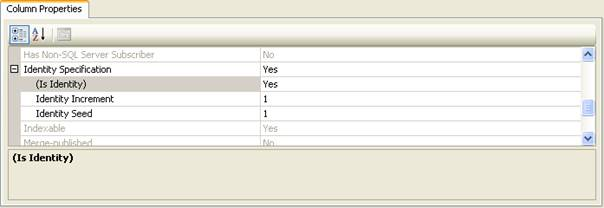 Column Properties
Has Non-SQL Server Subscriber No
Identity Specification Yes
(Is Identity) Yes
Identity Increment 1
Identity Seed 1
Indexable Yes
Merge-published No
(Is Identity)